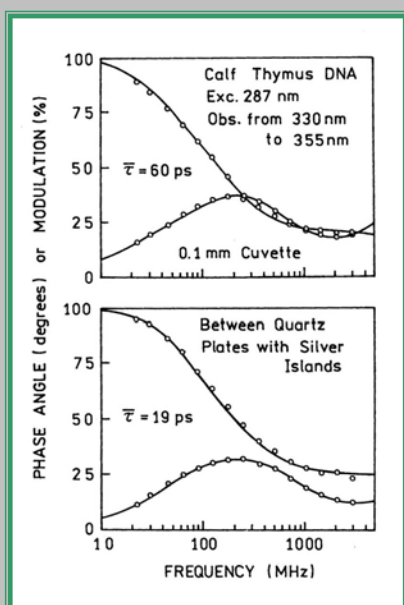 PHASE ANGLE (degrees) or MODULATION (%)
100
75
50
25
0
Calf Thymus DNA
Exc. 287 nm
Obs. from 330 nm
to 355 nm
τ̅ = 60 ps
0.1 mm Cuvette
100
75
50
25
0
Between Quartz
Plates with Silver
Islands
τ̅ = 19 ps
10
100
1000
FREQUENCY (MHz)